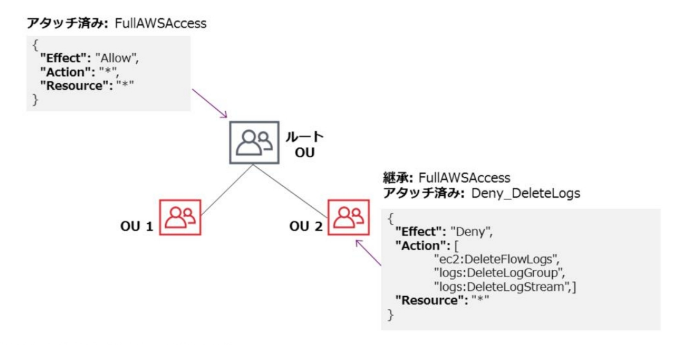 アタッチ済み: FullAWSAccess
{
"Effect": "Allow",
"Action": "*",
"Resource": "*"
}
ルート
OU
OU 1
OU 2
継承: FullAWSAccess
アタッチ済み: Deny_DeleteLogs
{
"Effect": "Deny",
"Action": [
"ec2:DeleteFlowLogs",
"logs:DeleteLogGroup",
"logs:DeleteLogStream",]
"Resource": "*"
}